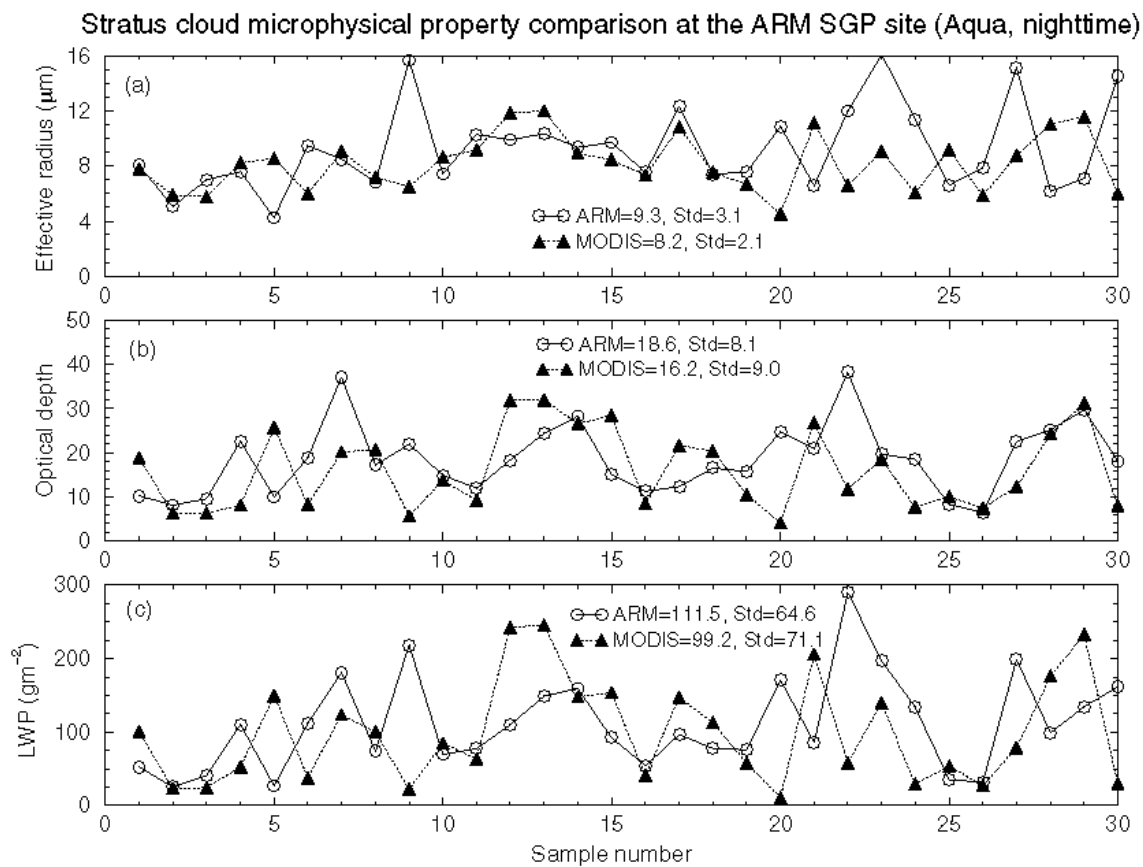 Stratus cloud microphysical property comparison at the ARM SGP site (Aqua, nighttime)
16
12
8
4
0
Effective radius (μm)
(a)
ARM=9.3, Std=3.1
MODIS=8.2, Std=2.1
0 5 10 15 20 25 30
50
40
30
20
10
0
Optical depth
(b)
ARM=18.6, Std=8.1
MODIS=16.2, Std=9.0
0 5 10 15 20 25 30
300
200
100
0
LWP (gm⁻²)
(c)
ARM=111.5, Std=64.6
MODIS=99.2, Std=71.1
0 5 10 15 20 25 30
Sample number